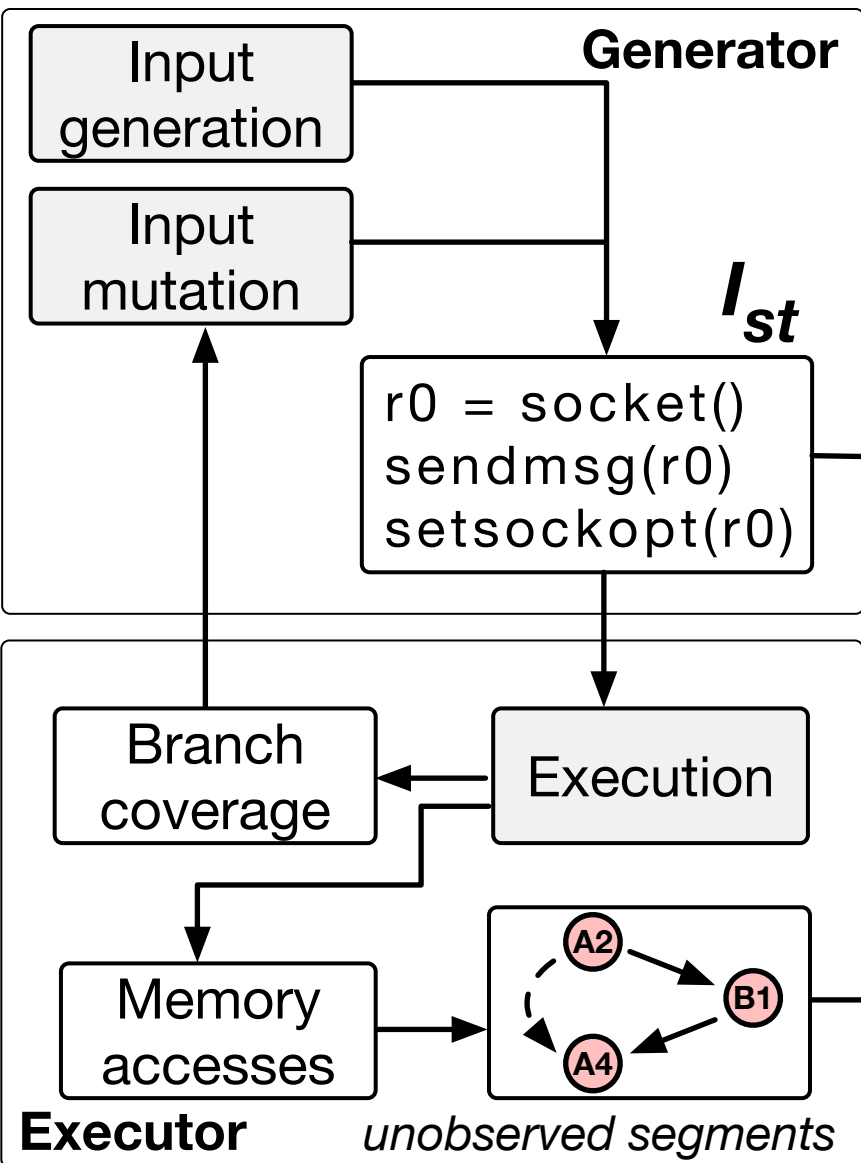 Generator
Input
generation
Input
mutation
I_st
r0 = socket()
sendmsg(r0)
setsockopt(r0)
Branch
coverage
Execution
Memory
accesses
A2
B1
A4
Executor
unobserved segments